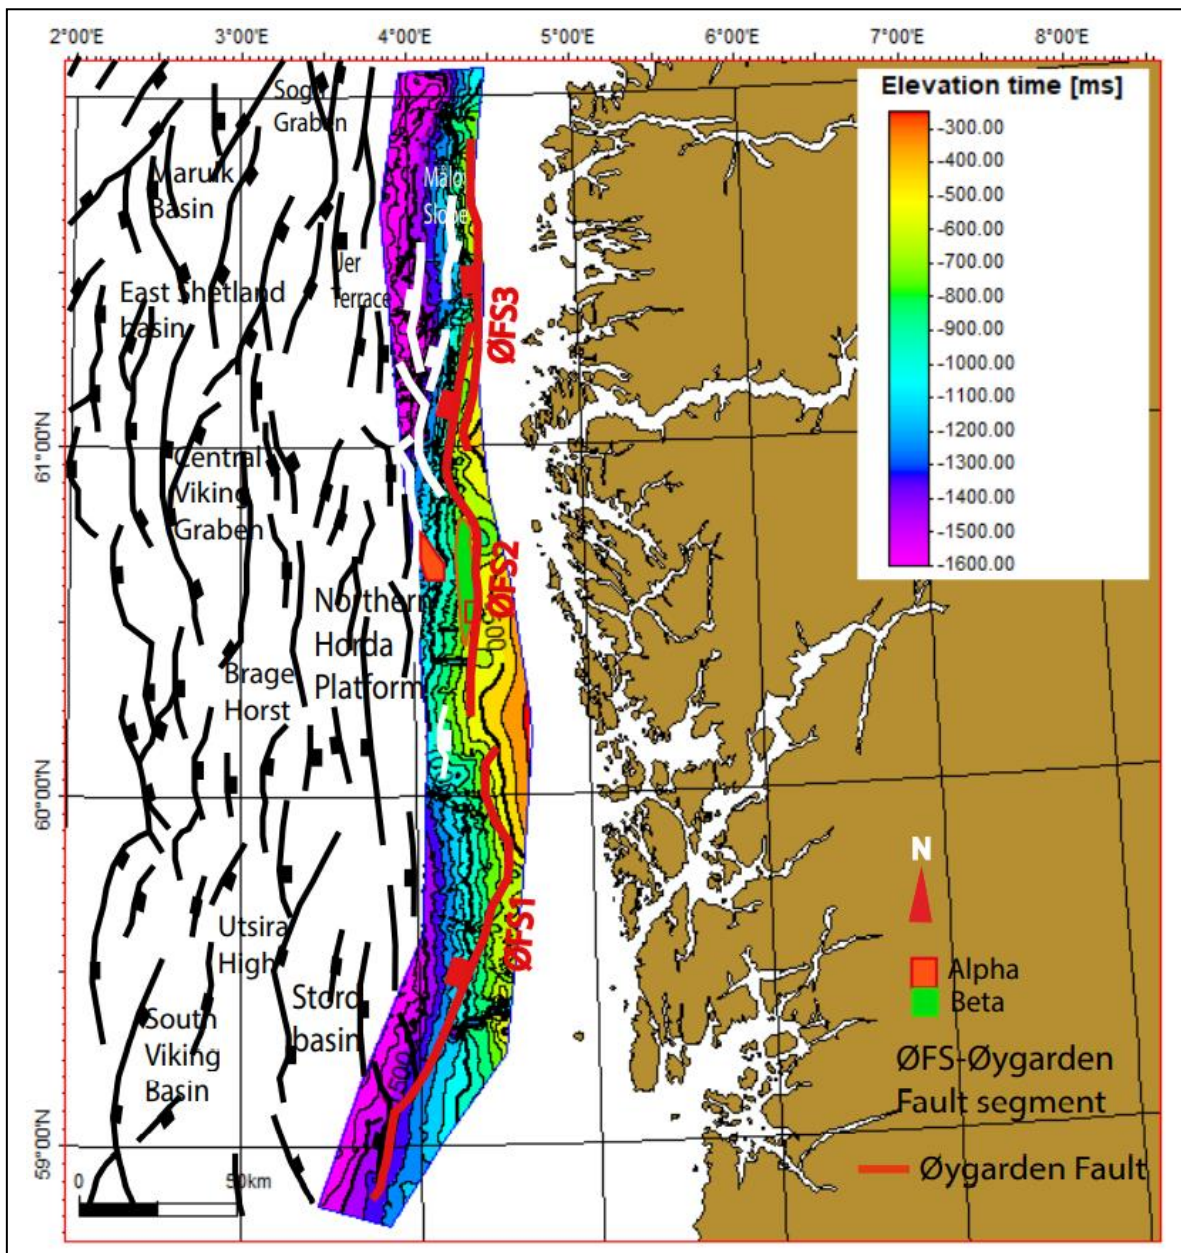 2°00'E 3°00'E 4°00'E 5°00'E 6°00'E 7°00'E 8°00'E
Elevation time [ms]
-300.00
-400.00
-500.00
-600.00
-700.00
-800.00
-900.00
-1000.00
-1100.00
-1200.00
-1300.00
-1400.00
-1500.00
-1600.00
Sogn
Graben
Maruik
Basin
Måloy
Slope
Uer
Terrace
East Shetland
basin
ØFS3
61°00'N
Central
Viking
Graben
ØFS2
Northern
Horda
Platform
Brage
Horst
60°00'N
ØFS1
Utsira
High
Stord
basin
South
Viking
Basin
59°00'N
0 50km
N
Alpha
Beta
ØFS-Øygarden
Fault segment
Øygarden Fault